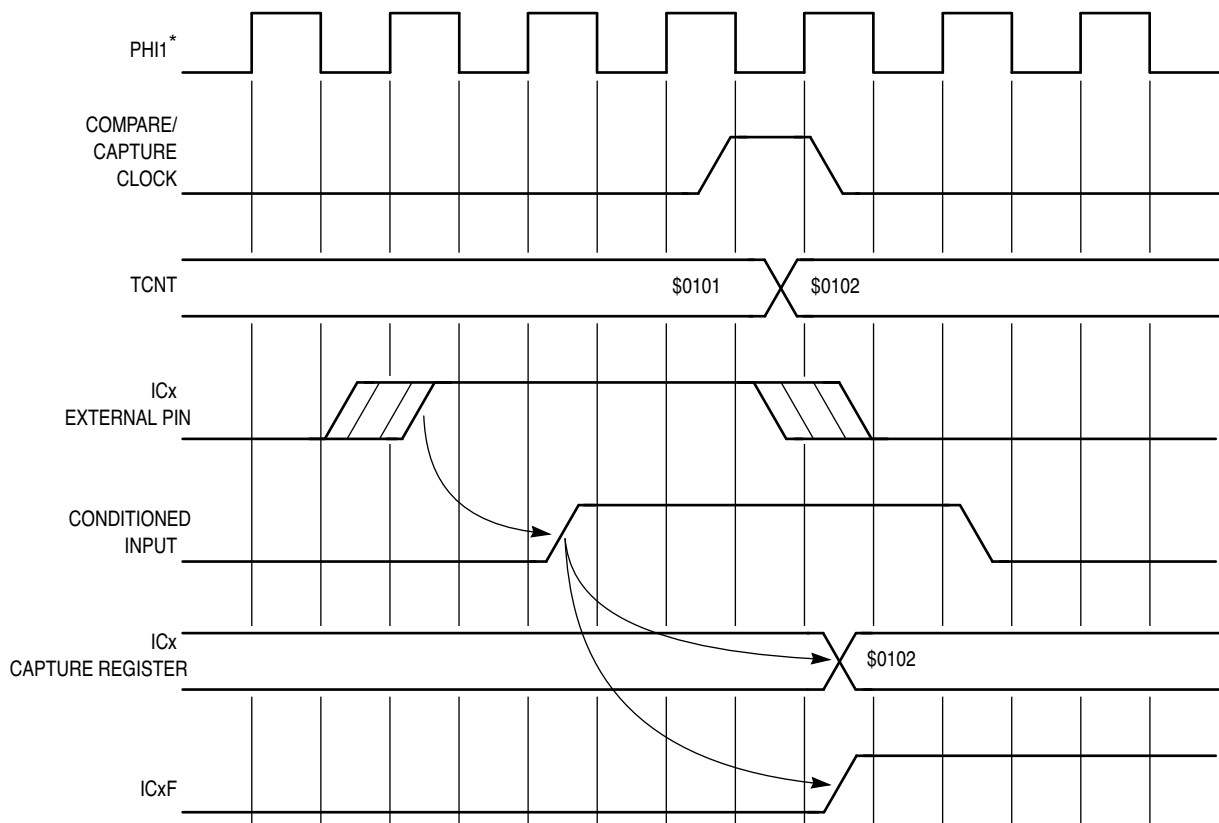 PHI1*
COMPARE/
CAPTURE
CLOCK
TCNT
$0101
$0102
ICx
EXTERNAL PIN
CONDITIONED
INPUT
ICx
CAPTURE REGISTER
$0102
ICxF